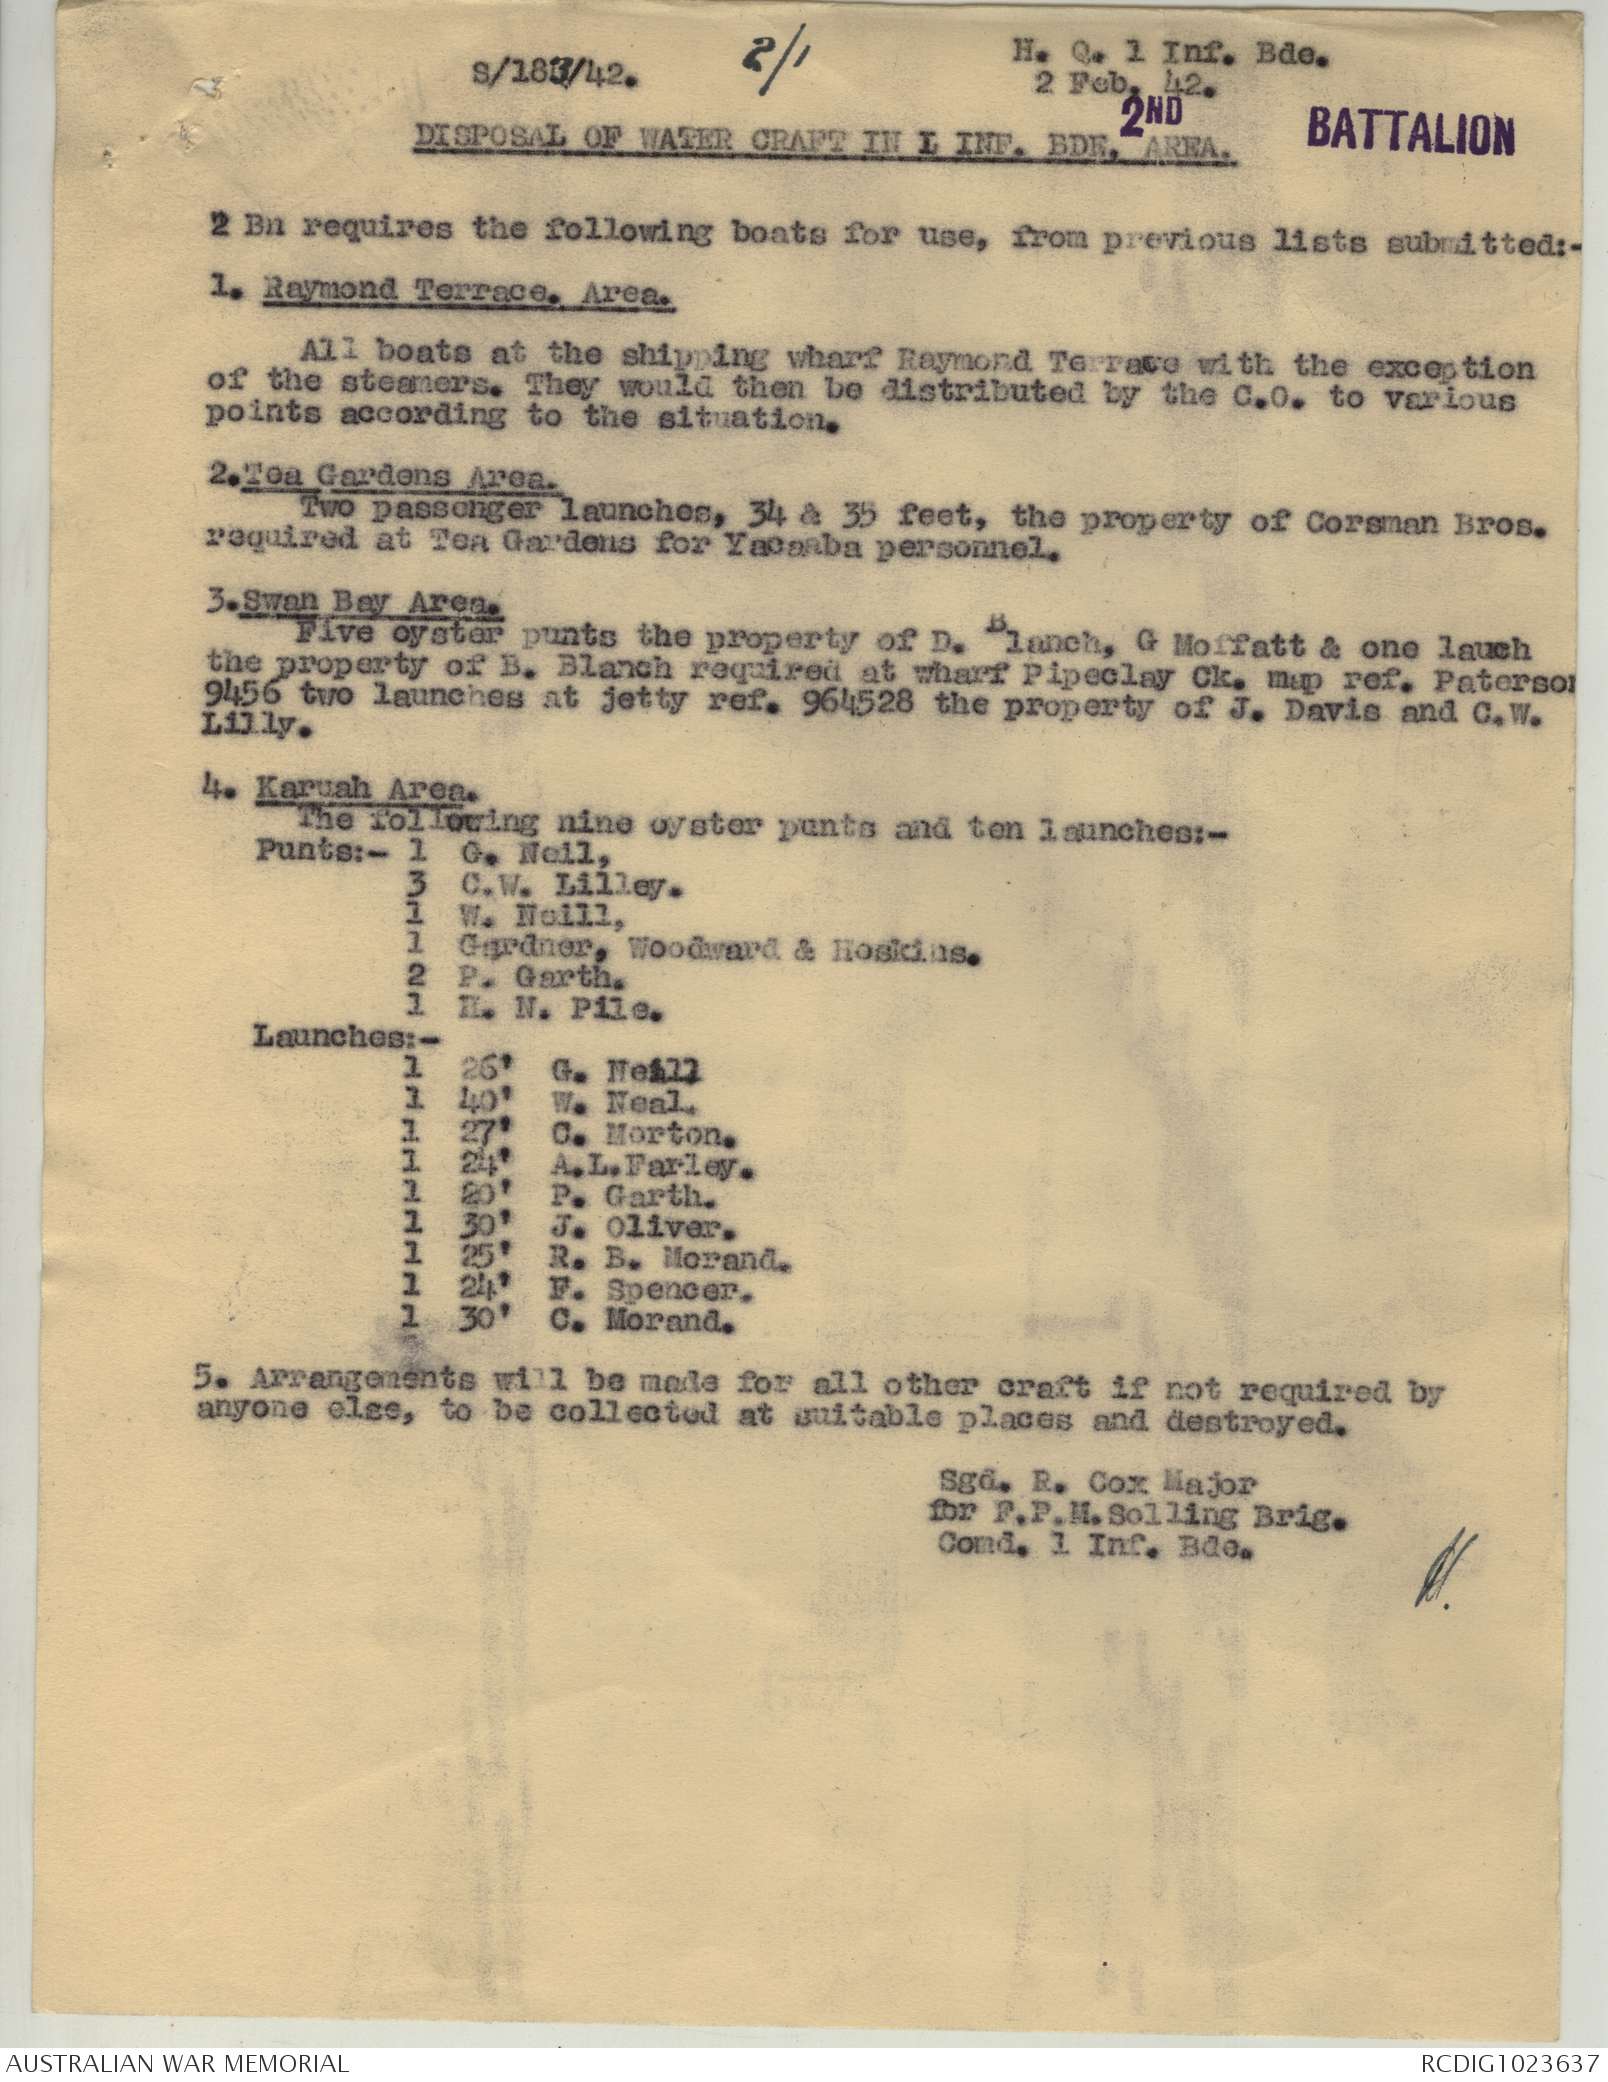 S/183/42.
2/1
H. Q. 1 Inf. Bde.
2 Feb. 42.
2ND BATTALION
DISPOSAL OF WATER CRAFT IN 1 INF. BDE. AREA.
2 Bn requires the following boats for use, from previous lists submitted:-
1. Raymond Terrace. Area.
All boats at the shipping wharf Raymond Terrace with the exception
of the steamers. They would then be distributed by the C.O. to various
points according to the situation.
2.Tea Gardens Area.
Two passenger launches, 34 & 35 feet, the property of Corsman Bros.
required at Tea Gardens for Yacaaba personnel.
3.Swan Bay Area.
Five oyster punts the property of D. Blanch, G Moffatt & one lauch
the property of B. Blanch required at wharf Pipeclay Ck. map ref. Paterson
9456 two launches at jetty ref. 964528 the property of J. Davis and C.W.
Lilly.
4. Karuah Area.
The following nine oyster punts and ten launches:-
Punts:- 1 G. Neil,
3 C.W. Lilley.
1 W. Neill,
1 Gardner, Woodward & Hoskins.
2 P. Garth.
1 H. N. Pile.
Launches:-
1 26' G. Neill
1 40' W. Neal.
1 27' C. Morton.
1 24' A.L.Farley.
1 20' P. Garth.
1 30' J. Oliver.
1 25' R. B. Morand.
1 24' F. Spencer.
1 30' C. Morand.
5. Arrangements will be made for all other craft if not required by
anyone else, to be collected at suitable places and destroyed.
Sgd. R. Cox Major
for F.P.M.Solling Brig.
Comd. 1 Inf. Bde.
AUSTRALIAN WAR MEMORIAL
RCDIG1023637